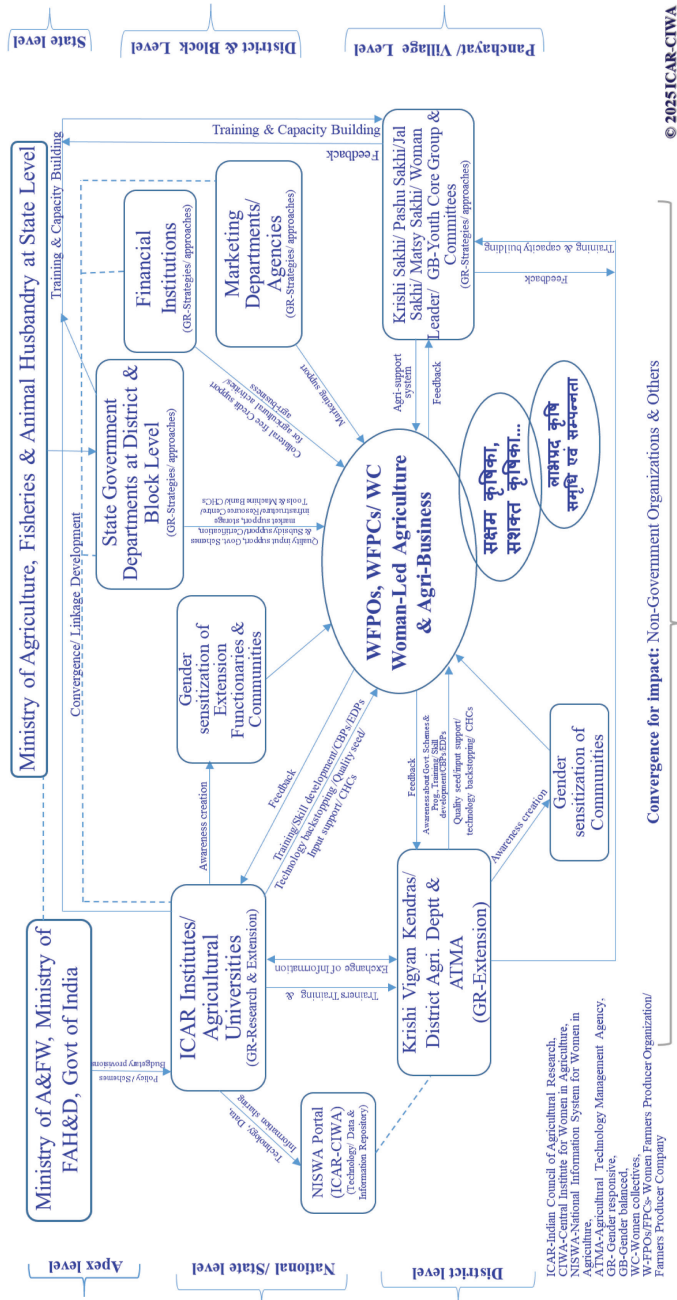 Apex level
National/ State level
District level
State level
District & Block Level
Panchayat/ Village Level
Ministry of A&FW, Ministry of
FAH&D, Govt of India
Ministry of Agriculture, Fisheries & Animal Husbandry at State Level
Policy /Schemes
Budgetary provisions
Convergence/ Linkage Development
Training & Capacity Building
ICAR Institutes/
Agricultural
Universities
(GR-Research & Extension)
Technology, Data,
Information sharing
NISWA Portal
(ICAR-CIWA)
(Technology/ Data &
Information Repository)
Awareness creation
Gender
sensitization of
Extension
Functionaries &
Communities
State Government
Departments at District &
Block Level
(GR-Strategies/ approaches)
Financial
Institutions
(GR-Strategies/ approaches)
Marketing
Departments/
Agencies
(GR-Strategies/ approaches)
Training & Capacity Building
Feedback
Quality input support, Govt. Schemes
& Subsidy support/Certification,
market support, storage
infrastructure/Resource Centre/
Tools & Machine Bank/ CHCs
Collateral free Credit support
for agricultural activities/
agri-business
Marketing support
Feedback
Training/Skill development/CBPs/EDPs
Technology backstopping /Quality seed/
Input support/ CHCs
Trainers Training &
Exchange of Information
WFPOs, WFPCs/ WC
Woman-Led Agriculture
& Agri-Business
Agri-support
system
Feedback
Krishi Sakhi/ Pashu Sakhi/Jal
Sakhi/ Matsy Sakhi/ Woman
Leader/ GB-Youth Core Group &
Committees
(GR-Strategies/ approaches)
Krishi Vigyan Kendras/
District Agri. Deptt &
ATMA
(GR-Extension)
Feedback
Awareness about Govt. Schemes &
Prog., Training/ Skill
development/CBPs/EDPs
Quality seed/input support/
technology backstopping/ CHCs
Awareness creation
Gender
sensitization of
Communities
सक्षम कृषिका,
सशक्त कृषिका...
लाभप्रद कृषि
समृधि एवं सम्पन्नता
Training & capacity building
Feedback
Convergence for impact: Non-Government Organizations & Others
ICAR-Indian Council of Agricultural Research,
CIWA-Central Institute for Women in Agriculture,
NISWA-National Information System for Women in
Agriculture,
ATMA-Agricultural Technology Management Agency,
GR- Gender responsive,
GB-Gender balanced,
WC-Women collectives,
W-FPOs/FPCs- Women Farmers Producer Organization/
Farmers Producer Company
© 2025 ICAR-CIWA